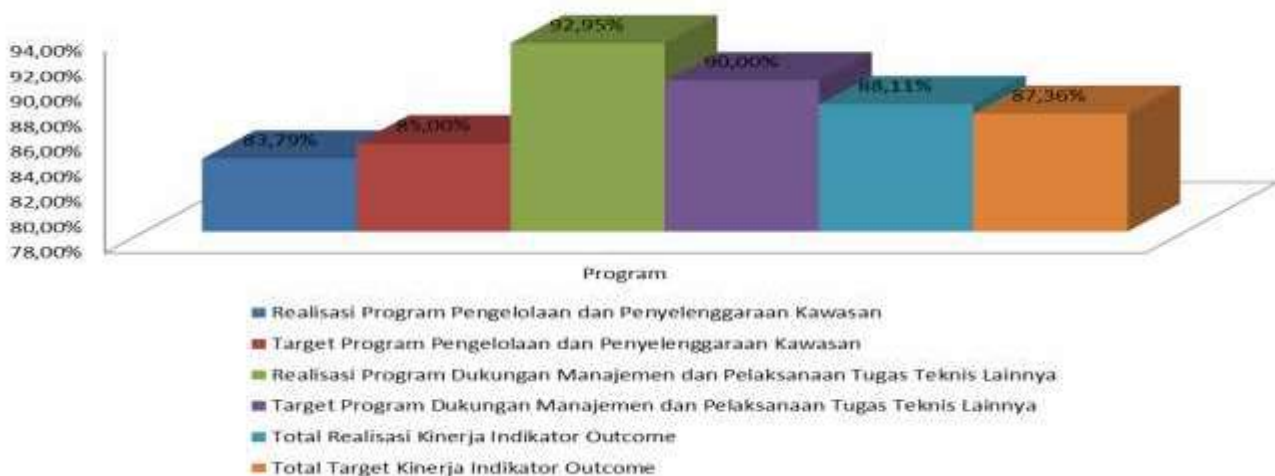 94,00%
92,00%
90,00%
88,00%
86,00%
84,00%
82,00%
80,00%
78,00%
83,79%
85,00%
92,95%
90,00%
88,11%
87,36%
Program
Realisasi Program Pengelolaan dan Penyelenggaraan Kawasan
Target Program Pengelolaan dan Penyelenggaraan Kawasan
Realisasi Program Dukungan Manajemen dan Pelaksanaan Tugas Teknis Lainnya
Target Program Dukungan Manajemen dan Pelaksanaan Tugas Teknis Lainnya
Total Realisasi Kinerja Indikator Outcome
Total Target Kinerja Indikator Outcome